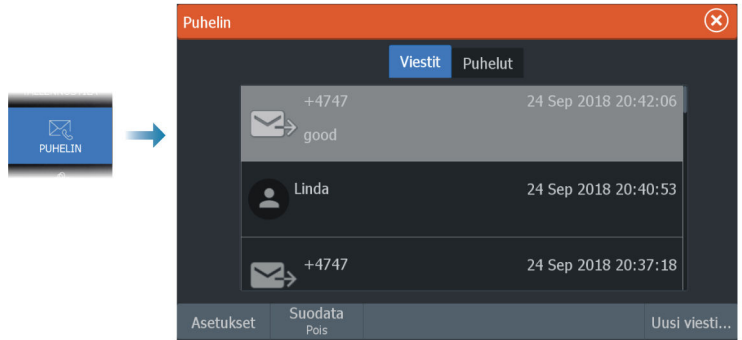 PUHELIN
Puhelin
Viestit Puhelut
+4747 24 Sep 2018 20:42:06
good
Linda 24 Sep 2018 20:40:53
+4747 24 Sep 2018 20:37:18
Asetukset Suodata Uusi viesti...
Pois